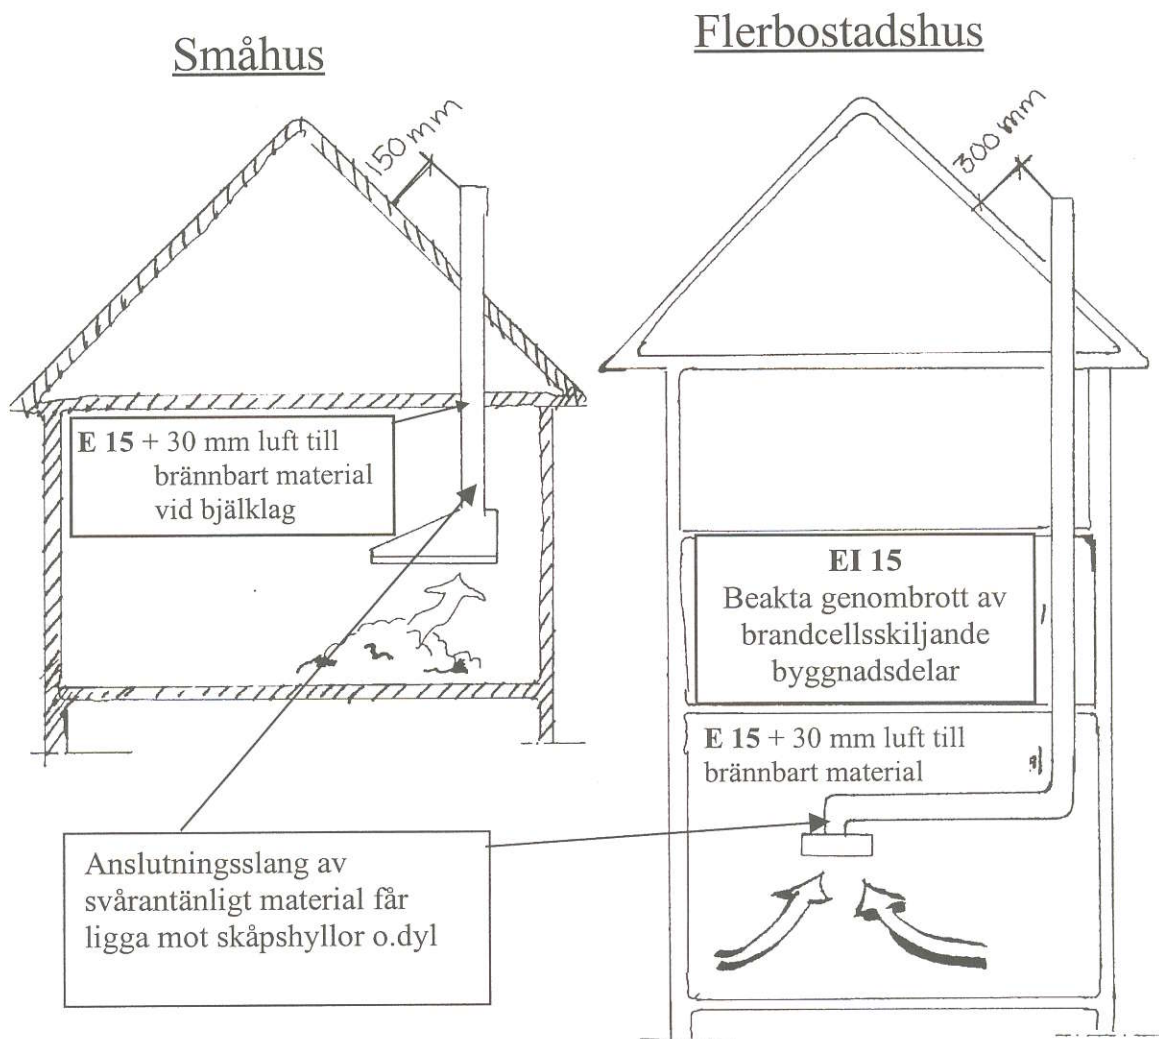 Småhus
150 mm
E 15 + 30 mm luft till
brännbart material
vid bjälklag
Flerbostadshus
300 mm
EI 15
Beakta genombrott av
brandcellsskiljande
byggnadsdelar
E 15 + 30 mm luft till
brännbart material
Anslutningsslang av
svårantänligt material får
ligga mot skåpshyllor o.dyl